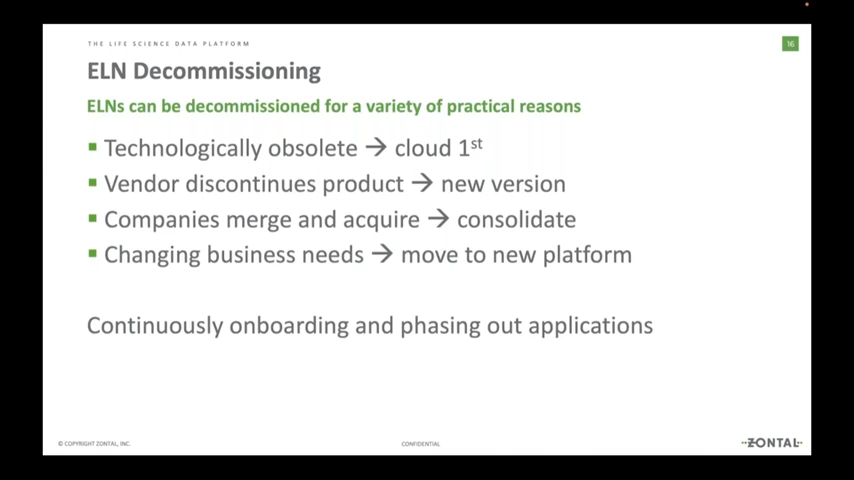 THE LIFE SCIENCE DATA PLATFORM
16
ELN Decommissioning
ELNs can be decommissioned for a variety of practical reasons
▪ Technologically obsolete → cloud 1st
▪ Vendor discontinues product → new version
▪ Companies merge and acquire → consolidate
▪ Changing business needs → move to new platform
Continuously onboarding and phasing out applications
© COPYRIGHT ZONTAL, INC.
CONFIDENTIAL
ZONTAL